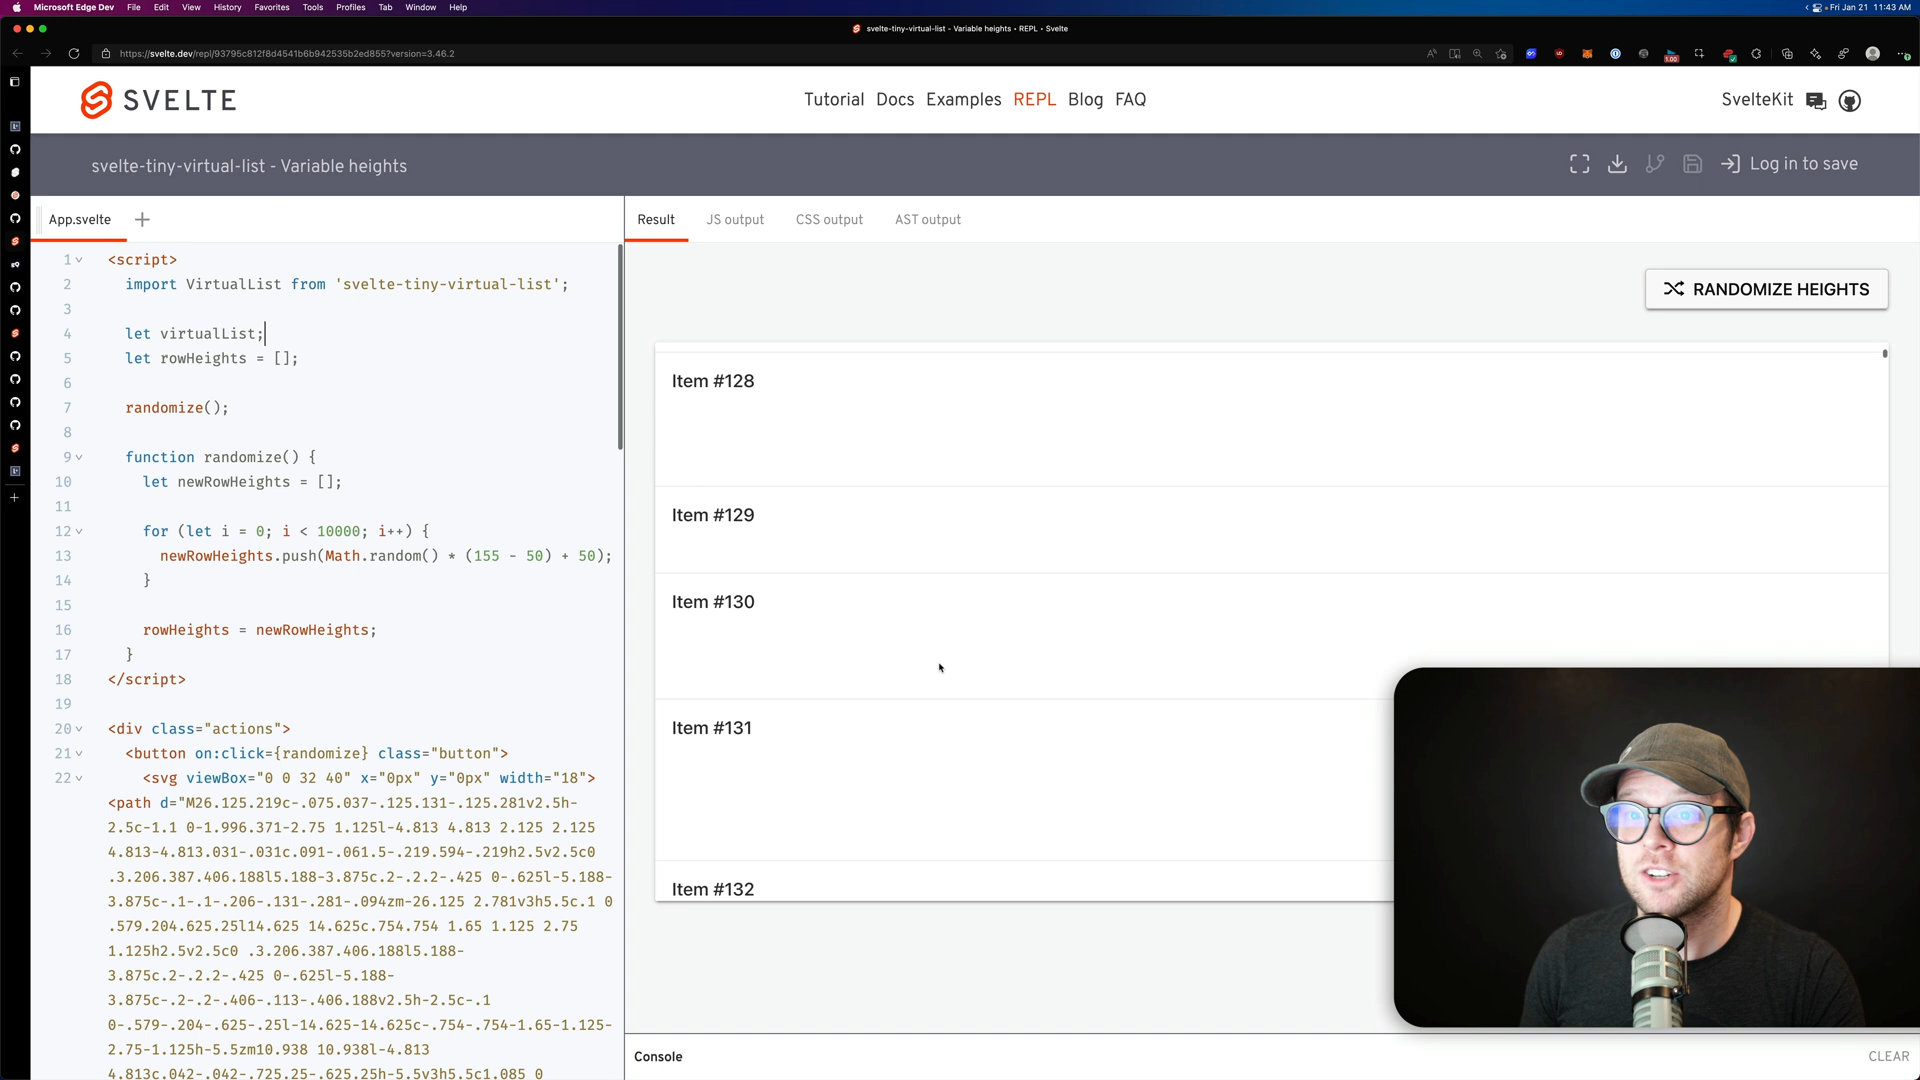 Microsoft Edge Dev File Edit View History Favorites Tools Profiles Tab Window Help
Fri Jan 21 11:43 AM
svelte-tiny-virtual-list - Variable heights • REPL • Svelte
https://svelte.dev/repl/93795c812f8d4541b6b942535b2ed855?version=3.46.2
1.00
SVELTE
Tutorial Docs Examples REPL Blog FAQ
SvelteKit
svelte-tiny-virtual-list - Variable heights
Log in to save
App.svelte
Result JS output CSS output AST output
1 <script>
2 import VirtualList from 'svelte-tiny-virtual-list';
3
4 let virtualList;
5 let rowHeights = [];
6
7 randomize();
8
9 function randomize() {
10 let newRowHeights = [];
11
12 for (let i = 0; i < 10000; i++) {
13 newRowHeights.push(Math.random() * (155 - 50) + 50);
14 }
15
16 rowHeights = newRowHeights;
17 }
18 </script>
19
20 <div class="actions">
21 <button on:click={randomize} class="button">
22 <svg viewBox="0 0 32 40" x="0px" y="0px" width="18">
<path d="M26.125.219c-.075.037-.125.131-.125.281v2.5h-
2.5c-1.1 0-1.996.371-2.75 1.125l-4.813 4.813 2.125 2.125
4.813-4.813.031-.031c.091-.061.5-.219.594-.219h2.5v2.5c0
.3.206.387.406.188l5.188-3.875c.2-.2.2-.425 0-.625l-5.188-
3.875c-.1-.1-.206-.131-.281-.094zm-26.125 2.781v3h5.5c.1 0
.579.204.625.25l14.625 14.625c.754.754 1.65 1.125 2.75
1.125h2.5v2.5c0 .3.206.387.406.188l5.188-
3.875c.2-.2.2-.425 0-.625l-5.188-
3.875c-.2-.2-.406-.113-.406.188v2.5h-2.5c-.1
0-.579-.204-.625-.25l-14.625-14.625c-.754-.754-1.65-1.125-
2.75-1.125h-5.5zm10.938 10.938l-4.813
4.813c.042-.042-.725.25-.625.25h-5.5v3h5.5c1.085 0
RANDOMIZE HEIGHTS
Item #128
Item #129
Item #130
Item #131
Item #132
Console
CLEAR